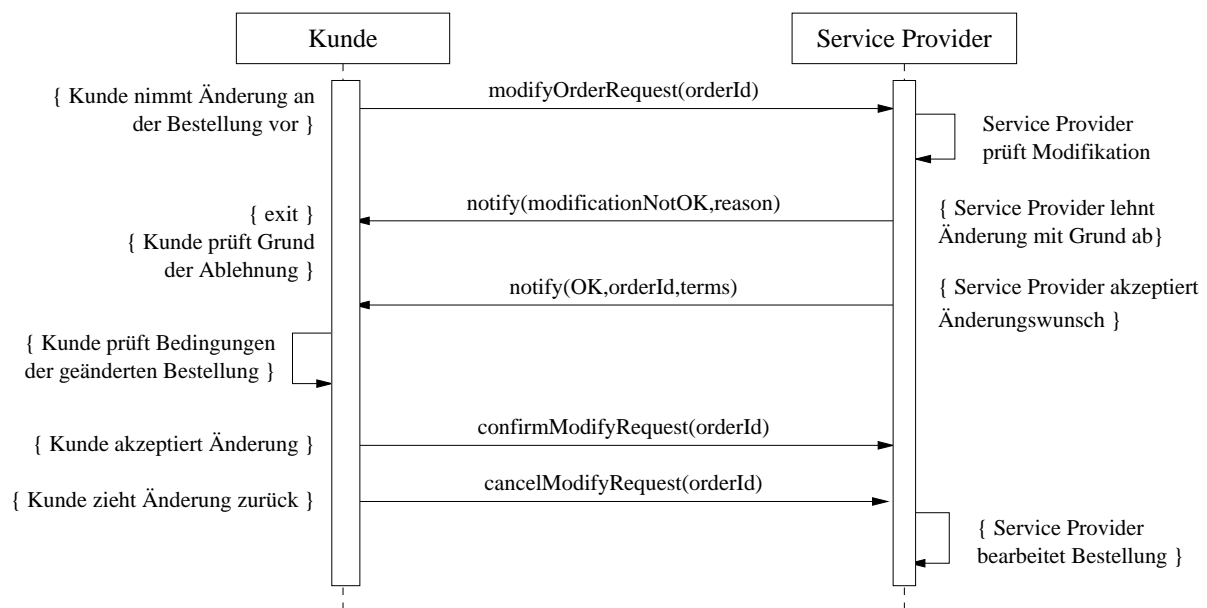 Kunde
Service Provider
{ Kunde nimmt Änderung an
der Bestellung vor }
modifyOrderRequest(orderId)
Service Provider
prüft Modifikation
{ exit }
{ Kunde prüft Grund
der Ablehnung }
notify(modificationNotOK,reason)
{ Service Provider lehnt
Änderung mit Grund ab}
notify(OK,orderId,terms)
{ Service Provider akzeptiert
Änderungswunsch }
{ Kunde prüft Bedingungen
der geänderten Bestellung }
{ Kunde akzeptiert Änderung }
confirmModifyRequest(orderId)
{ Kunde zieht Änderung zurück }
cancelModifyRequest(orderId)
{ Service Provider
bearbeitet Bestellung }